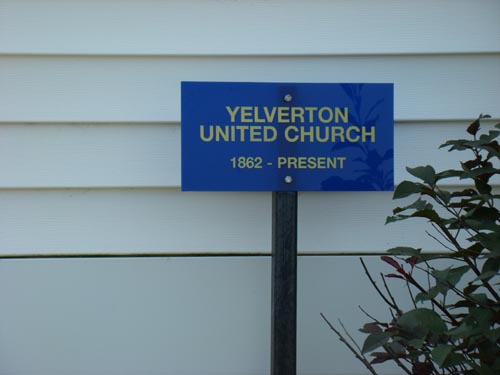 YELVERTON
UNITED CHURCH
1862 - PRESENT